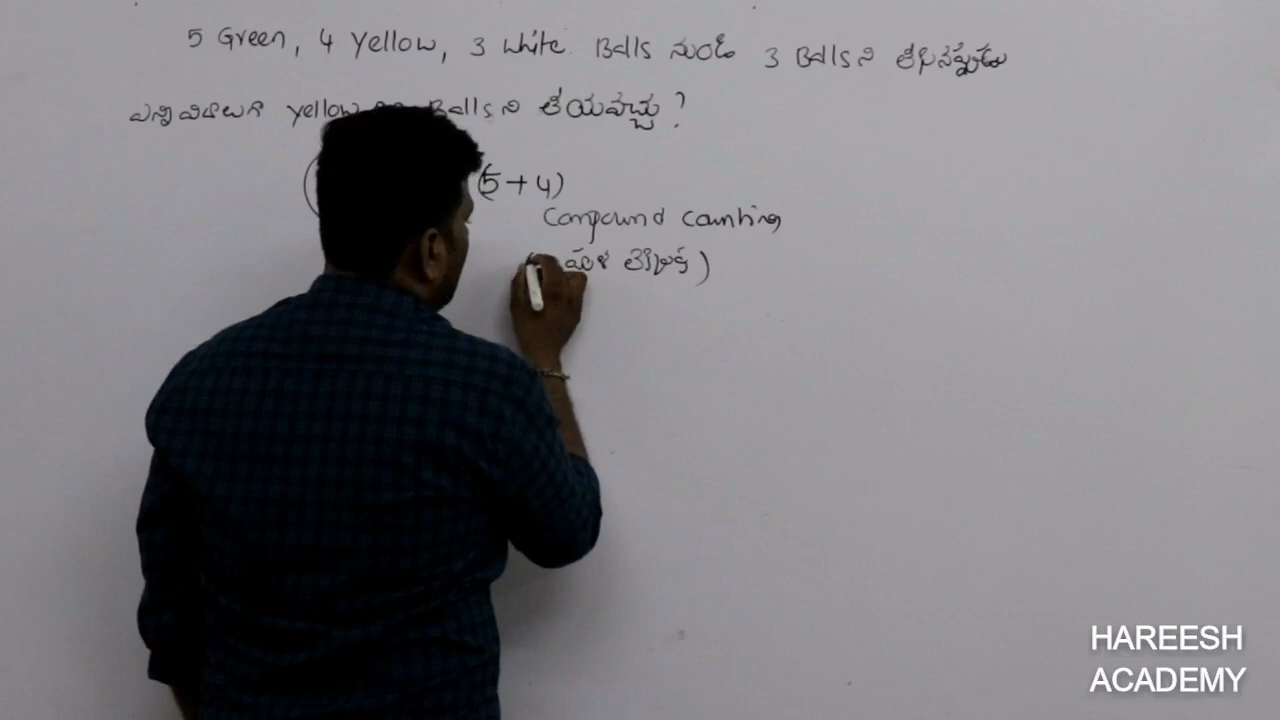 5 Green, 4 Yellow, 3 white Balls నుండి 3 Balls ని తీసినప్పుడు
ఎన్ని విధాలుగా yellow Balls ని తీయవచ్చు ?
(5+4)
Compound counting
లెక్కింపు )
HAREESH
ACADEMY